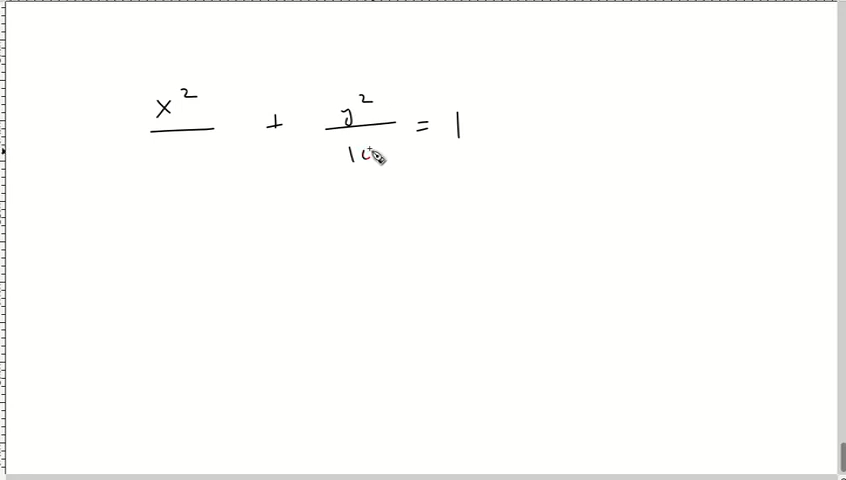 x² + y² = 1
1